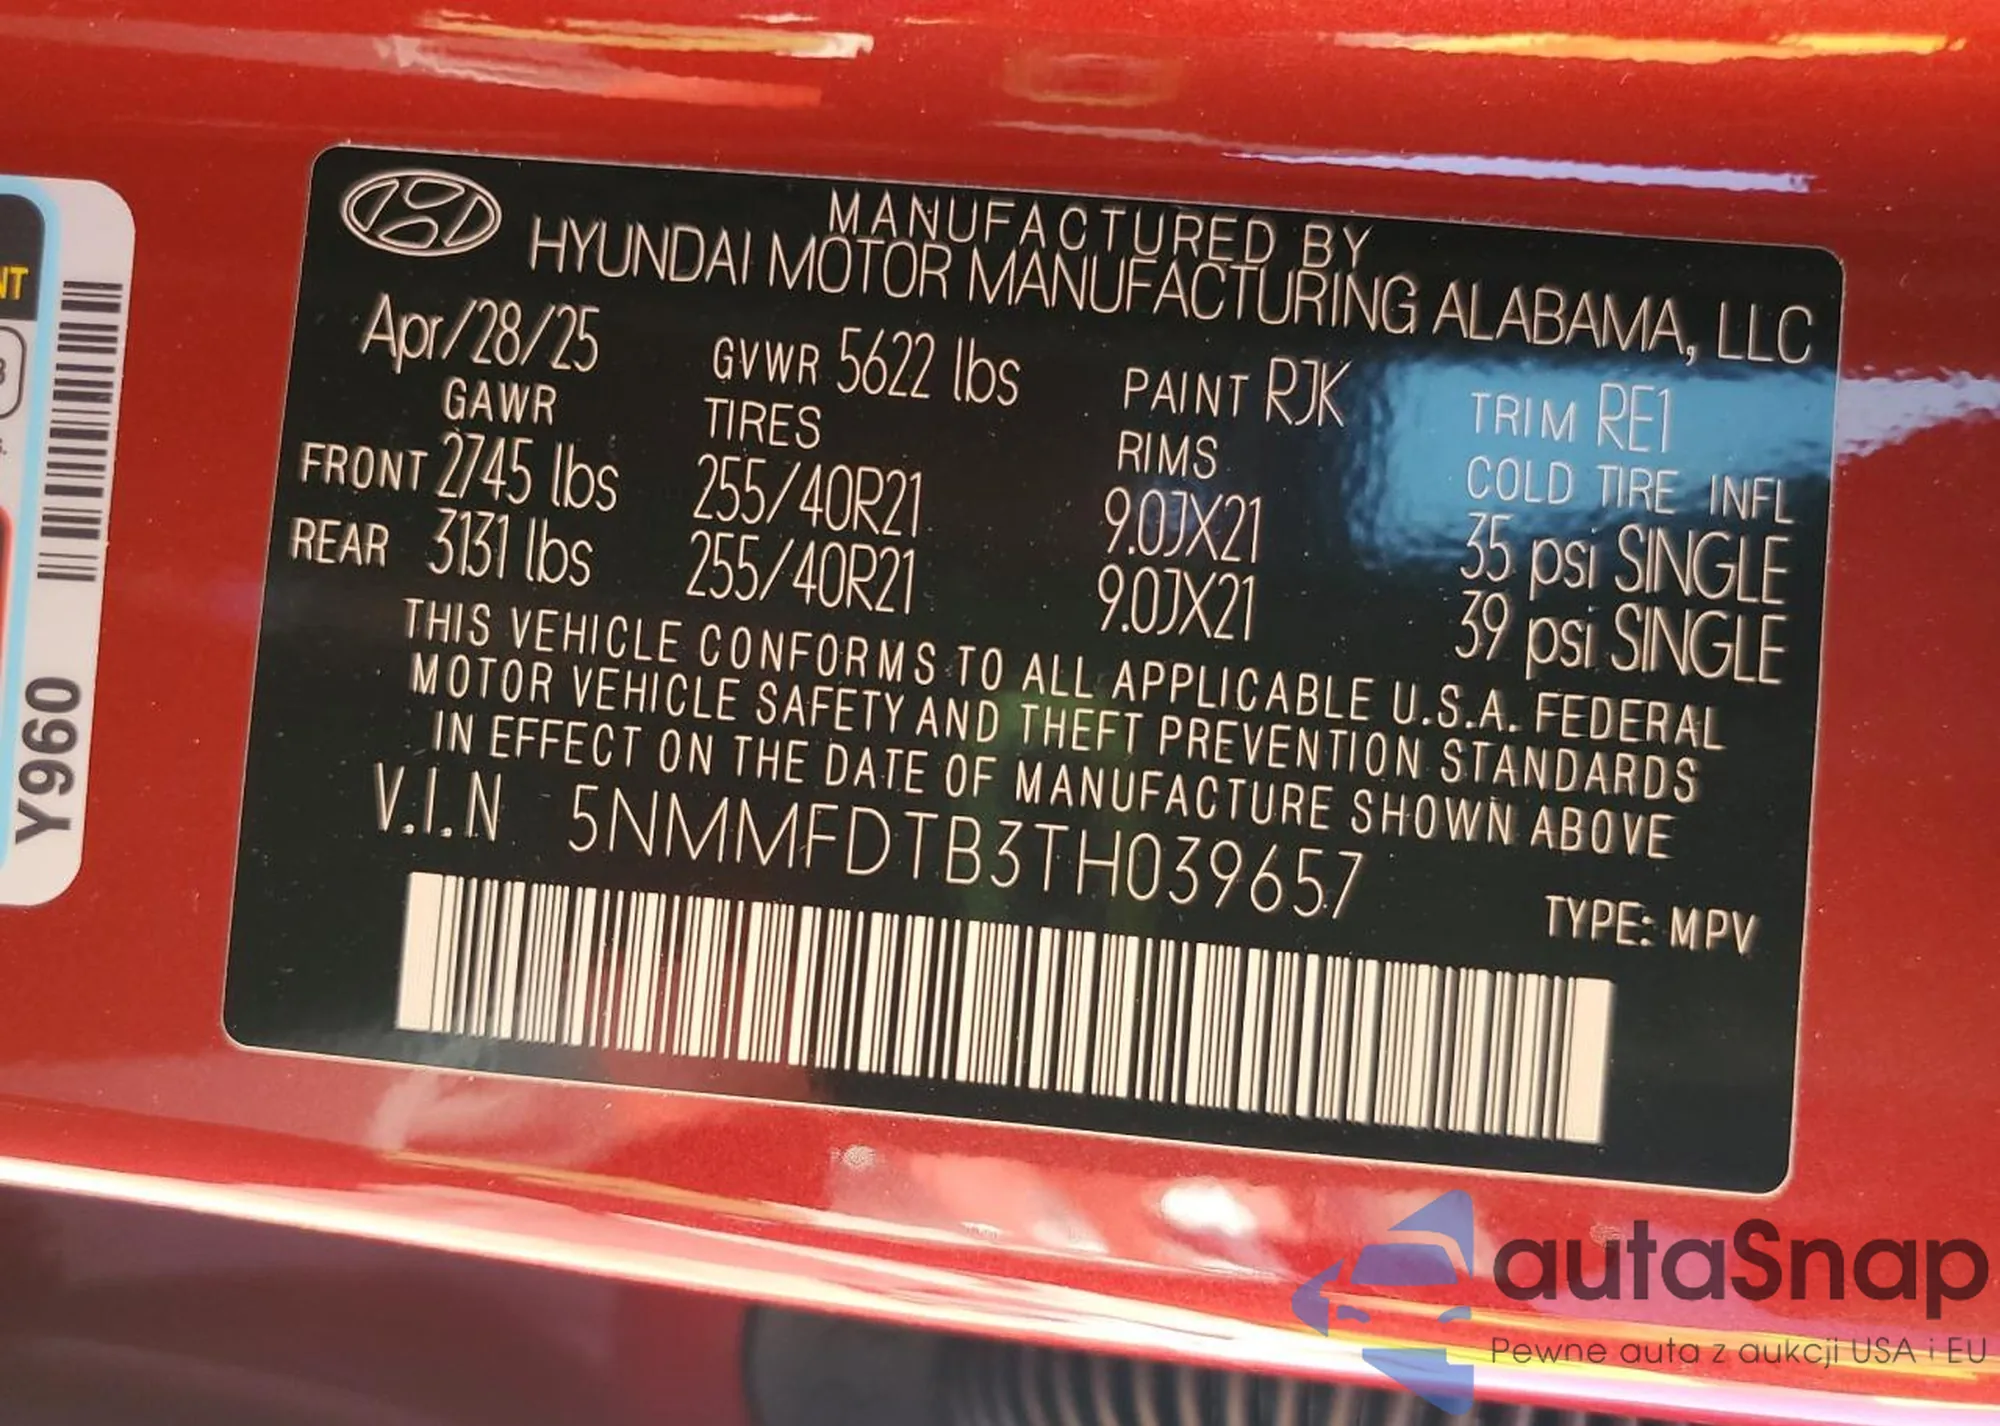 MANUFACTURED BY
HYUNDAI MOTOR MANUFACTURING ALABAMA, LLC
Apr/28/25 GVWR 5622 lbs PAINT RJK TRIM RE1
GAWR TIRES RIMS COLD TIRE INFL
FRONT 2745 lbs 255/40R21 9.0JX21 35 psi SINGLE
REAR 3131 lbs 255/40R21 9.0JX21 39 psi SINGLE
THIS VEHICLE CONFORMS TO ALL APPLICABLE U.S.A. FEDERAL
MOTOR VEHICLE SAFETY AND THEFT PREVENTION STANDARDS
IN EFFECT ON THE DATE OF MANUFACTURE SHOWN ABOVE
V.I.N 5NMMFDTB3TH039657
TYPE: MPV
Y960
autaSnap
Pewne auta z aukcji USA i EU